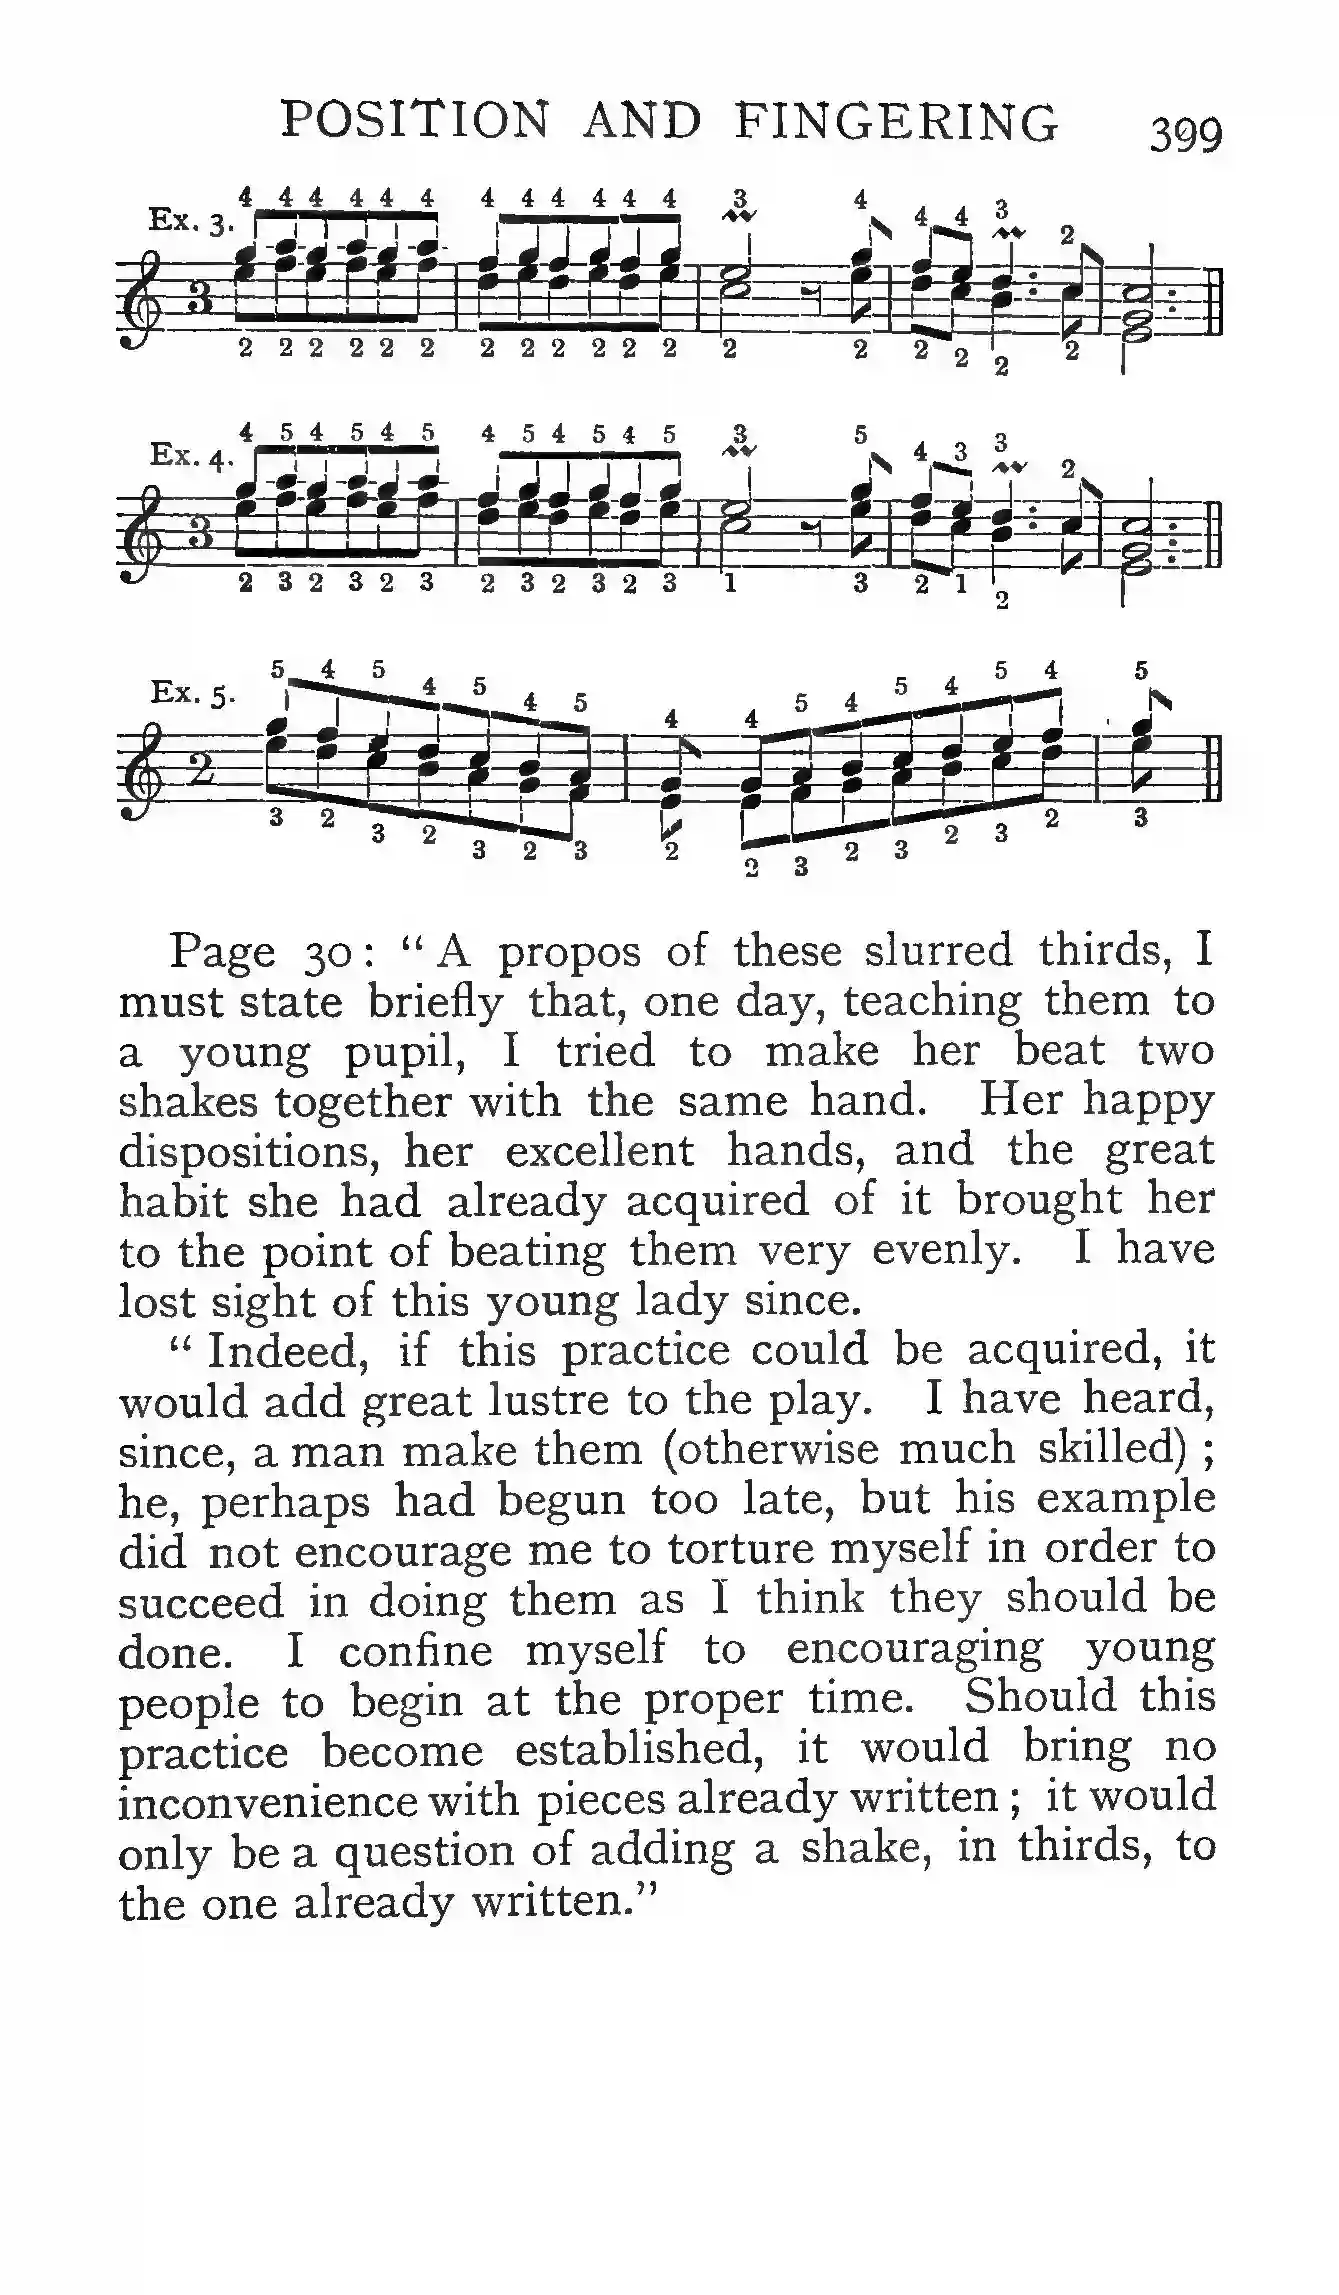 POSITION AND FINGERING 399
Ex. 3.
4 4 4 4 4 4 4 4 4 4 4 4 3 4 4 4 3 2
3
2 2 2 2 2 2 2 2 2 2 2 2 2 2 2 2 2 2
Ex. 4.
4 5 4 5 4 5 4 5 4 5 4 5 3 5 4 3 3 2
3
2 3 2 3 2 3 2 3 2 3 2 3 1 3 2 1 2
Ex. 5.
5 4 5 4 5 4 5 4 4 5 4 5 4 5 4 5
2
3 2 3 2 3 2 3 2 2 3 2 3 2 3 2 3
Page 30: “ A propos of these slurred thirds, I
must state briefly that, one day, teaching them to
a young pupil, I tried to make her beat two
shakes together with the same hand. Her happy
dispositions, her excellent hands, and the great
habit she had already acquired of it brought her
to the point of beating them very evenly. I have
lost sight of this young lady since.
“ Indeed, if this practice could be acquired, it
would add great lustre to the play. I have heard,
since, a man make them (otherwise much skilled) ;
he, perhaps had begun too late, but his example
did not encourage me to torture myself in order to
succeed in doing them as I think they should be
done. I confine myself to encouraging young
people to begin at the proper time. Should this
practice become established, it would bring no
inconvenience with pieces already written ; it would
only be a question of adding a shake, in thirds, to
the one already written.”